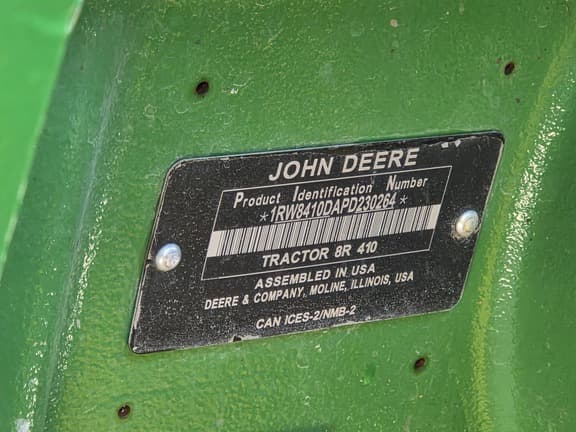 JOHN DEERE
Product Identification Number
*1RW8410DAPD230264*
TRACTOR 8R 410
ASSEMBLED IN USA
DEERE & COMPANY, MOLINE, ILLINOIS, USA
CAN ICES-2/NMB-2